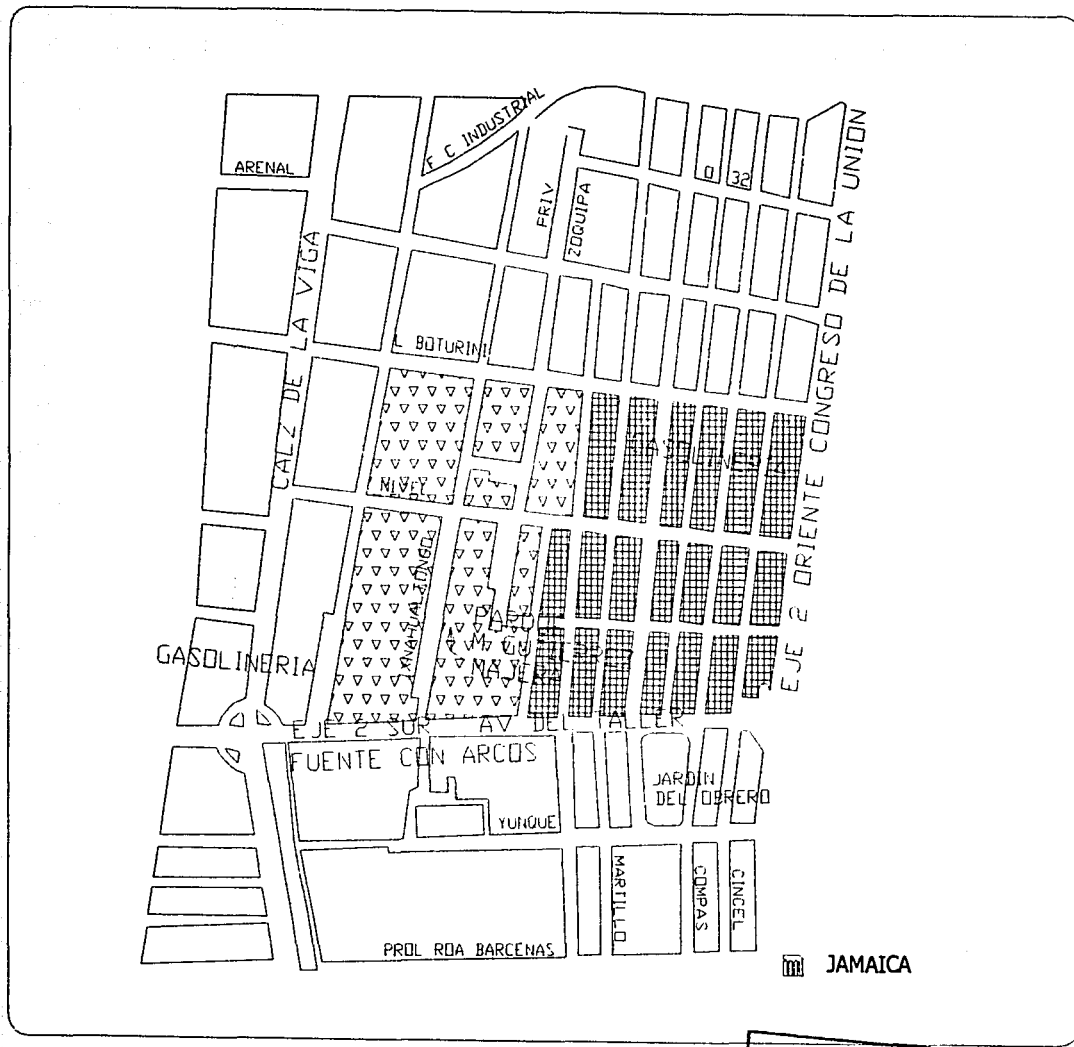 F C INDUSTRIAL
ARENAL
32
PRIV
ZOQUIPA
CALZ DE LA VIGA
EJE 2 ORIENTE CONGRESO DE LA UNION
L BOTURINI
GASOLINERIA
NIVEL
GASOLINERIA
EJE 2 SUR AV DEL TALLER
FUENTE CON ARCOS
JARDIN
DEL OBRERO
YUNQUE
MARTILLO
COMPAS
CINCEL
PROL ROA BARCENAS
JAMAICA